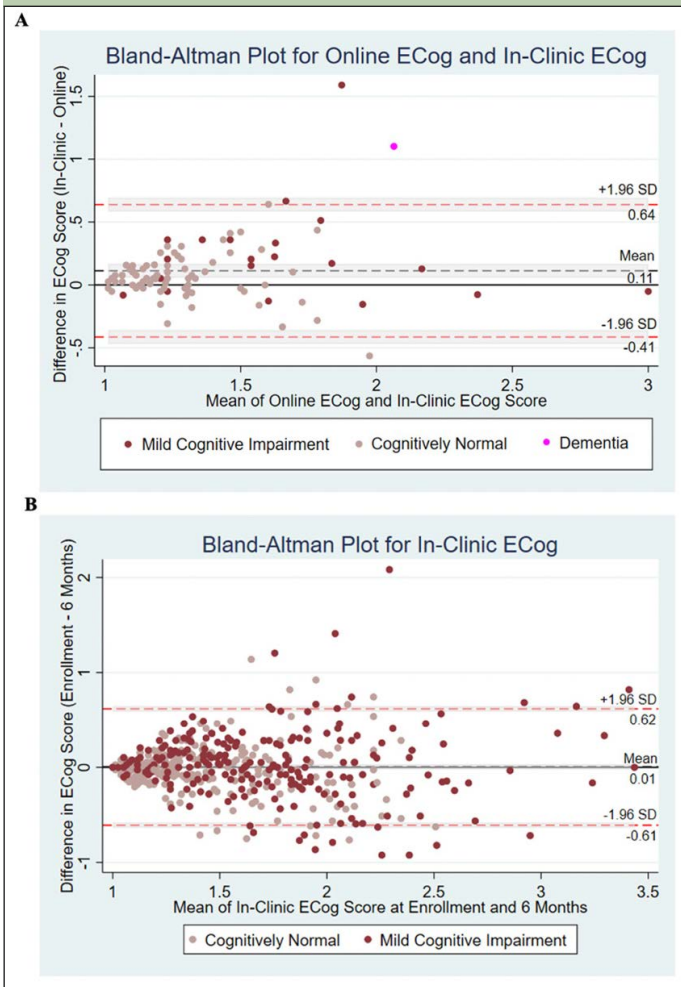 A
Bland-Altman Plot for Online ECog and In-Clinic ECog
Difference in ECog Score (In-Clinic - Online)
1.5
1
.5
0
-.5
+1.96 SD
0.64
Mean
0.11
-1.96 SD
-0.41
1 1.5 2 2.5 3
Mean of Online ECog and In-Clinic ECog Score
Mild Cognitive Impairment Cognitively Normal Dementia
B
Bland-Altman Plot for In-Clinic ECog
Difference in ECog Score (Enrollment - 6 Months)
2
1
0
-1
+1.96 SD
0.62
Mean
0.01
-1.96 SD
-0.61
1 1.5 2 2.5 3 3.5
Mean of In-Clinic ECog Score at Enrollment and 6 Months
Cognitively Normal Mild Cognitive Impairment